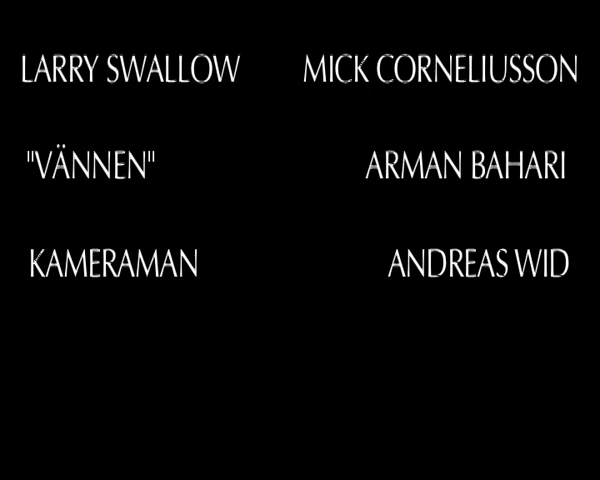 LARRY SWALLOW MICK CORNELIUSSON
"VÄNNEN" ARMAN BAHARI
KAMERAMAN ANDREAS WID